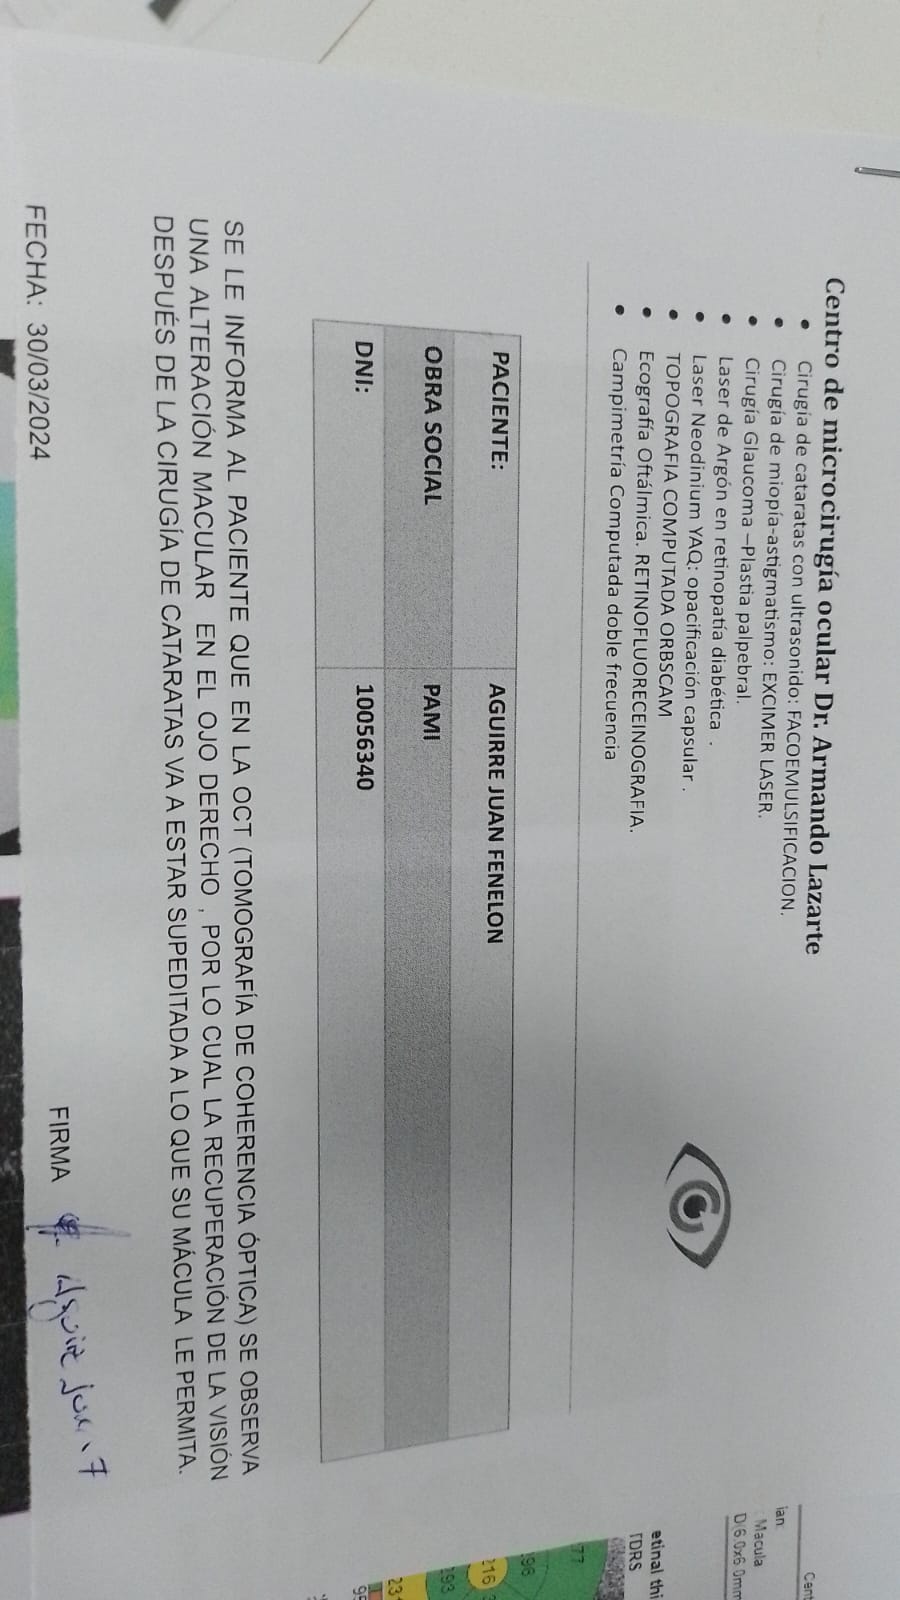 Centro de microcirugía ocular Dr. Armando Lazarte
• Cirugía de cataratas con ultrasonido: FACOEMULSIFICACION.
• Cirugía de miopía-astigmatismo: EXCIMER LASER.
• Cirugía Glaucoma –Plastia palpebral.
• Laser de Argón en retinopatía diabética .
• Laser Neodinium YAQ: opacificación capsular .
• TOPOGRAFIA COMPUTADA ORBSCAM
• Ecografía Oftálmica. RETINOFLUORECEINOGRAFIA.
• Campimetría Computada doble frecuencia
PACIENTE: AGUIRRE JUAN FENELON
OBRA SOCIAL PAMI
DNI: 10056340
SE LE INFORMA AL PACIENTE QUE EN LA OCT (TOMOGRAFÍA DE COHERENCIA ÓPTICA) SE OBSERVA
UNA ALTERACIÓN MACULAR EN EL OJO DERECHO , POR LO CUAL LA RECUPERACIÓN DE LA VISIÓN
DESPUÉS DE LA CIRUGÍA DE CATARATAS VA A ESTAR SUPEDITADA A LO QUE SU MÁCULA LE PERMITA.
FIRMA
FECHA: 30/03/2024
Cent
ian:
Macula
D(6.0x6.0mm
etinal thi
TDRS
77
96
216
293
231
95